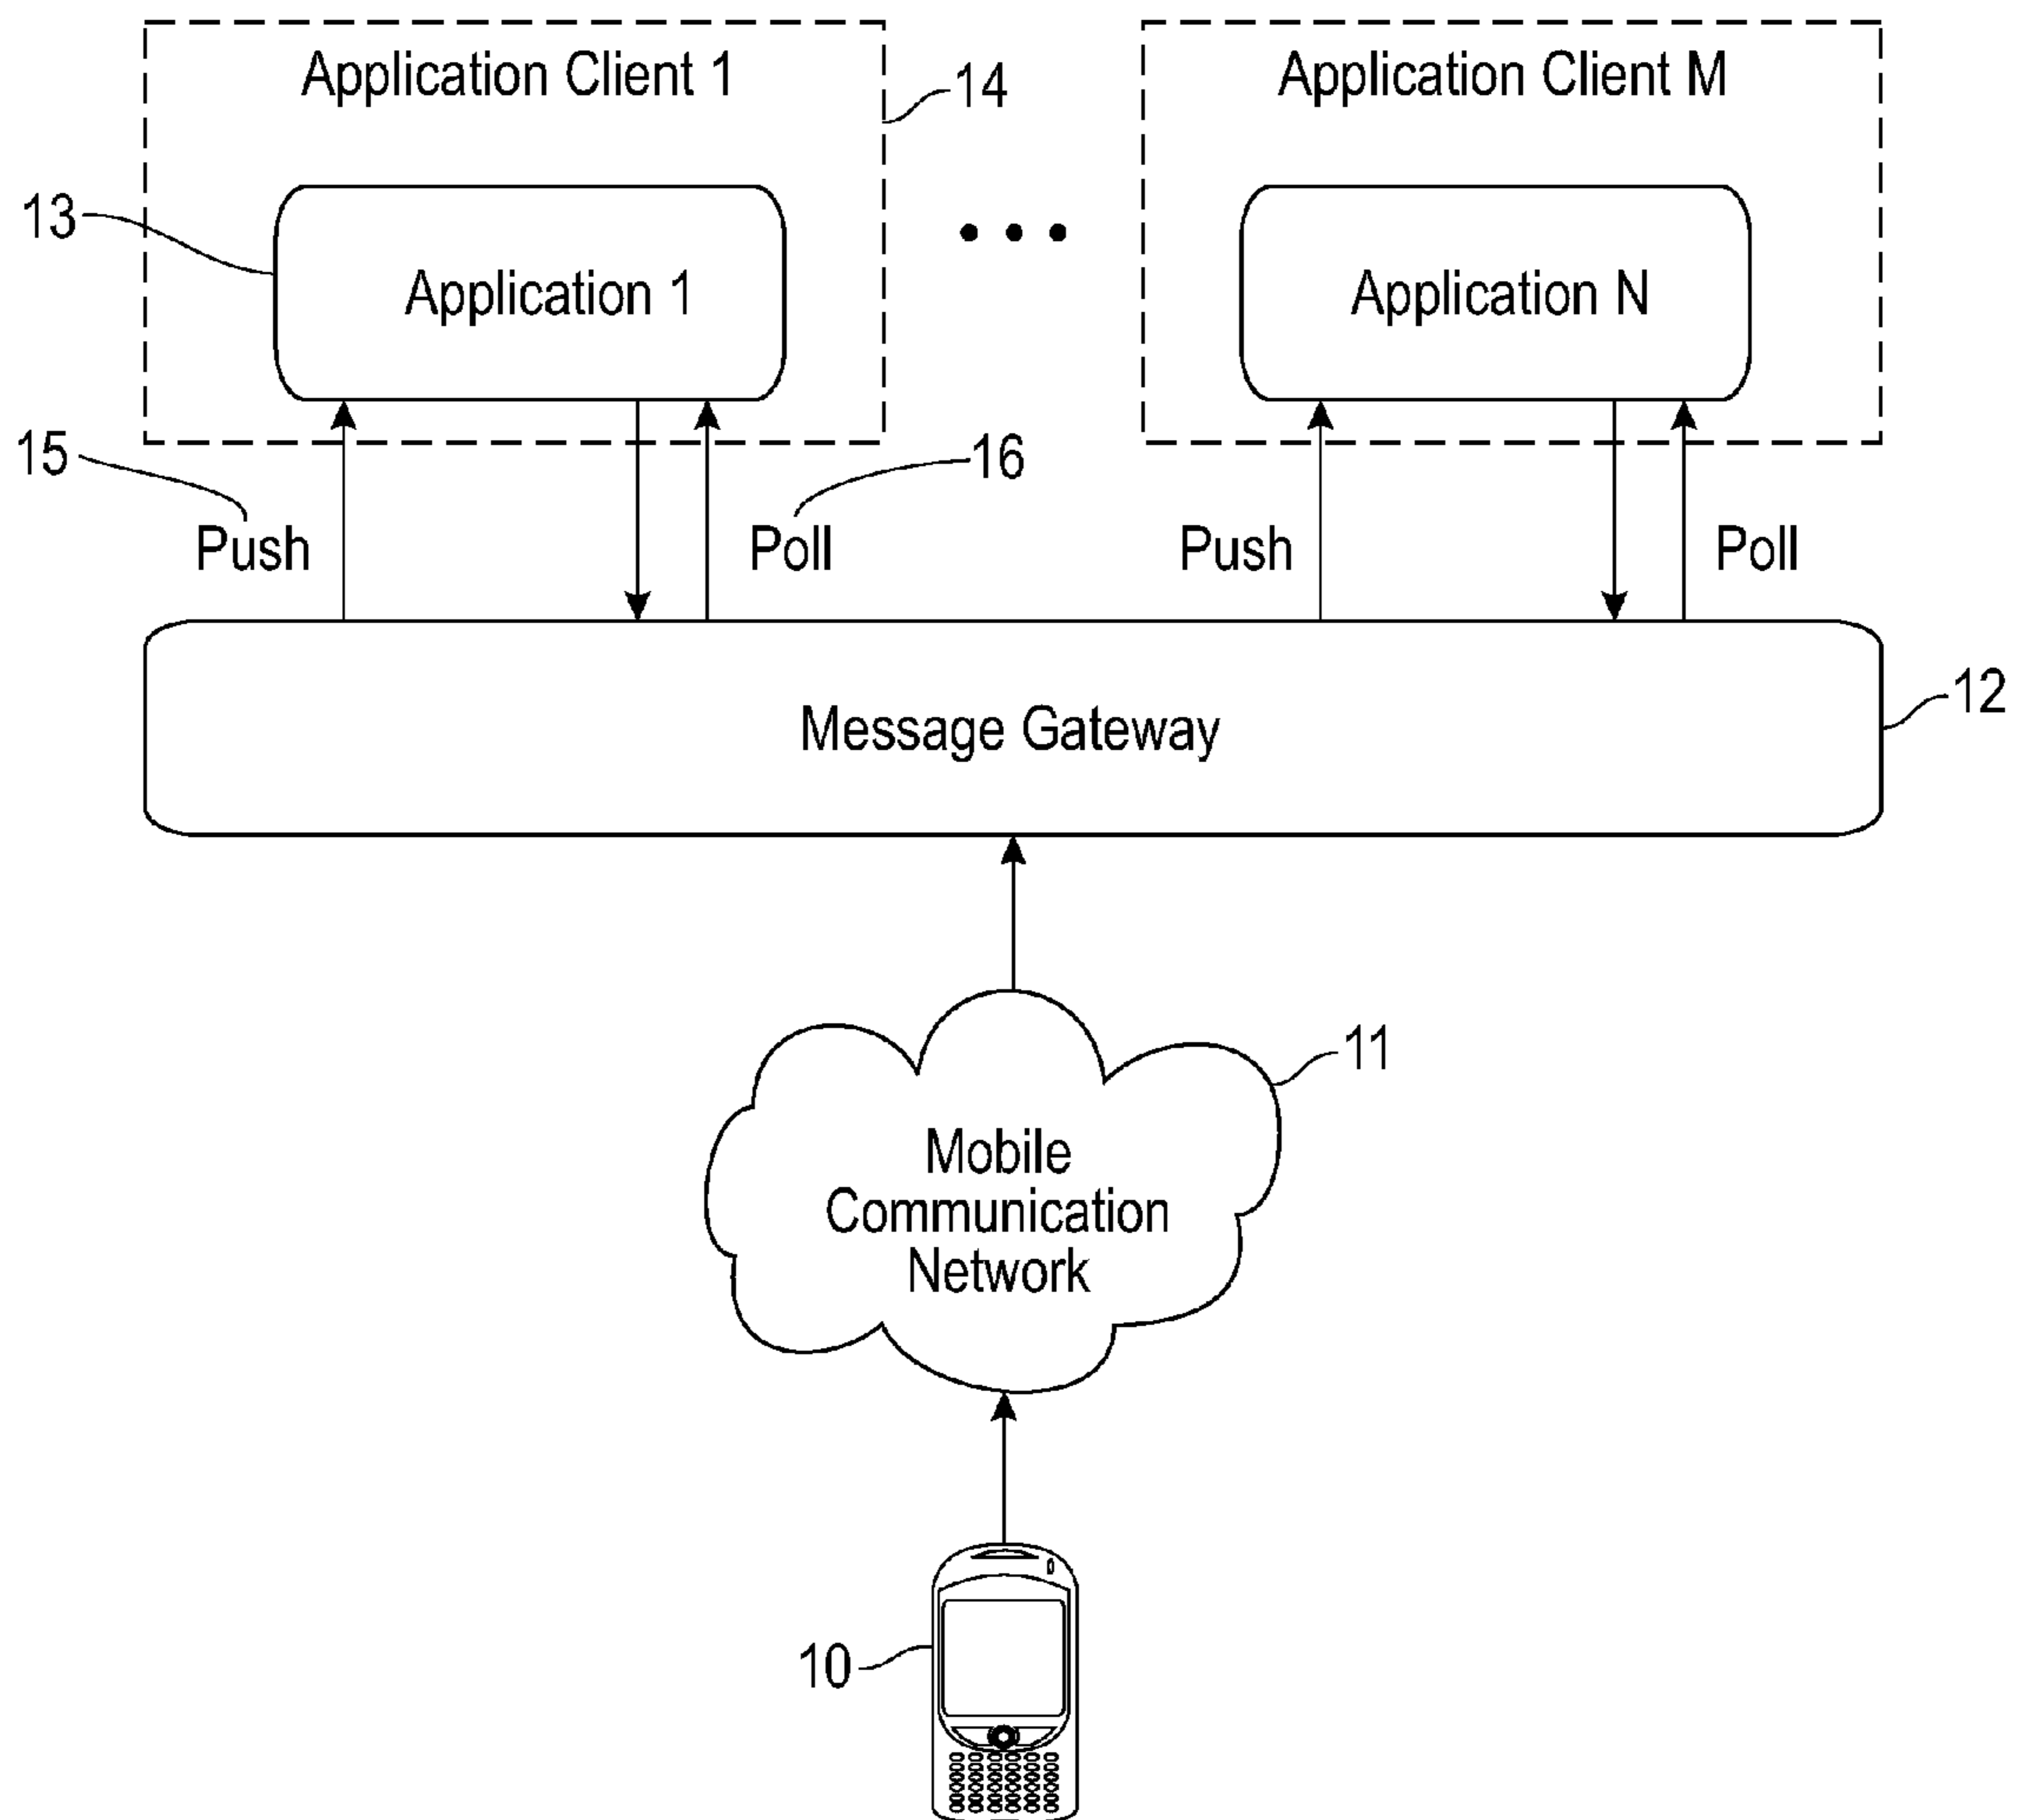 Application Client 1
14
Application Client M
13
Application 1
Application N
15
16
Push
Poll
Push
Poll
Message Gateway
12
11
Mobile
Communication
Network
10